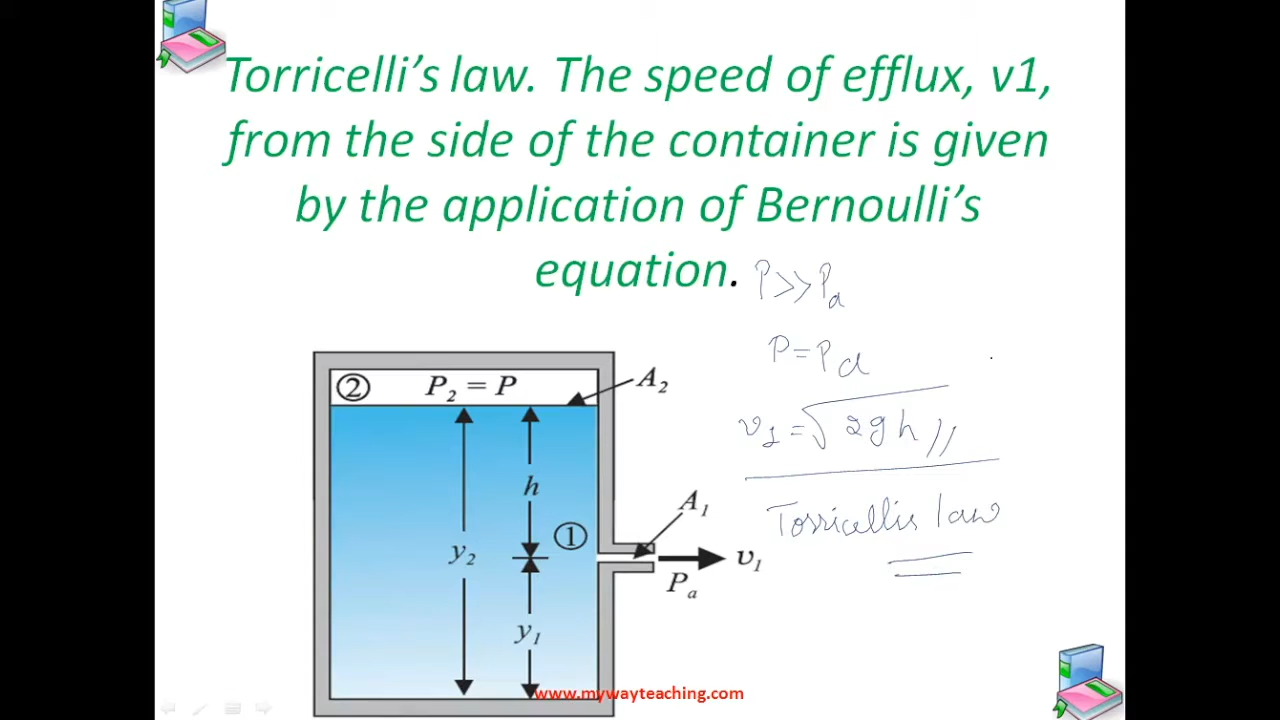 Torricelli's law. The speed of efflux, v1,
from the side of the container is given
by the application of Bernoulli's
equation.
P>>Pa
P=Pa
v1=√2gh //
Torricellis law
② P₂ = P
A₂
h
A₁
①
y₂
v₁
Pₐ
y₁
www.mywayteaching.com